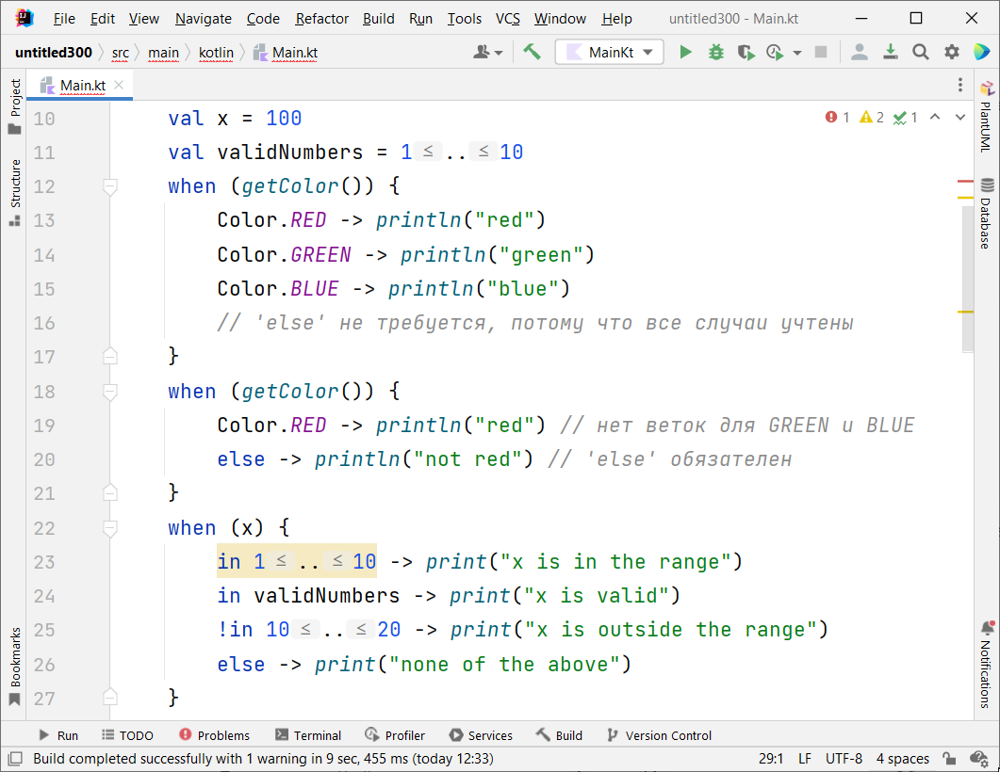 File Edit View Navigate Code Refactor Build Run Tools VCS Window Help untitled300 - Main.kt
untitled300 src main kotlin Main.kt MainKt
Project
Structure
Bookmarks
Main.kt
1 2 1
10 val x = 100
11 val validNumbers = 1 ≤ .. ≤ 10
12 when (getColor()) {
13 Color.RED -> println("red")
14 Color.GREEN -> println("green")
15 Color.BLUE -> println("blue")
16 // 'else' не требуется, потому что все случаи учтены
17 }
18 when (getColor()) {
19 Color.RED -> println("red") // нет веток для GREEN и BLUE
20 else -> println("not red") // 'else' обязателен
21 }
22 when (x) {
23 in 1 ≤ .. ≤ 10 -> print("x is in the range")
24 in validNumbers -> print("x is valid")
25 !in 10 ≤ .. ≤ 20 -> print("x is outside the range")
26 else -> print("none of the above")
27 }
PlantUML
Database
Notifications
Run TODO Problems Terminal Profiler Services Build Version Control
Build completed successfully with 1 warning in 9 sec, 455 ms (today 12:33) 29:1 LF UTF-8 4 spaces